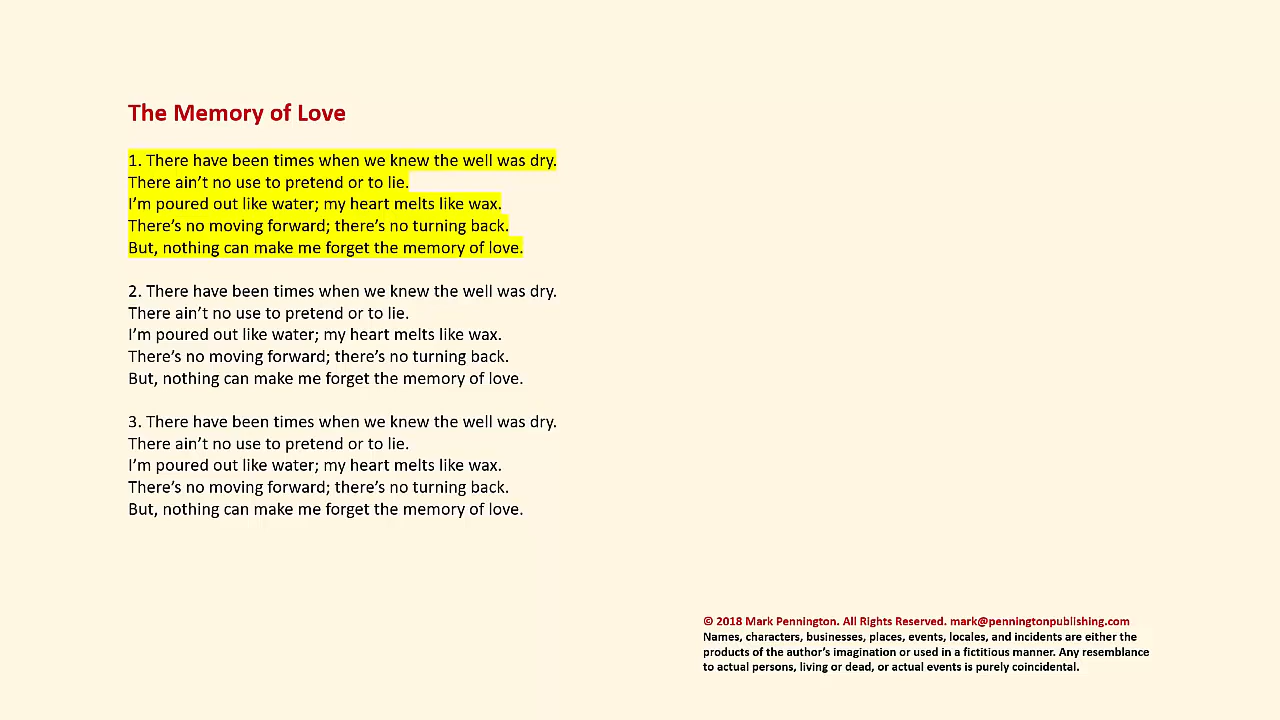 The Memory of Love
1. There have been times when we knew the well was dry.
There ain’t no use to pretend or to lie.
I’m poured out like water; my heart melts like wax.
There’s no moving forward; there’s no turning back.
But, nothing can make me forget the memory of love.
2. There have been times when we knew the well was dry.
There ain’t no use to pretend or to lie.
I’m poured out like water; my heart melts like wax.
There’s no moving forward; there’s no turning back.
But, nothing can make me forget the memory of love.
3. There have been times when we knew the well was dry.
There ain’t no use to pretend or to lie.
I’m poured out like water; my heart melts like wax.
There’s no moving forward; there’s no turning back.
But, nothing can make me forget the memory of love.
© 2018 Mark Pennington. All Rights Reserved. mark@penningtonpublishing.com
Names, characters, businesses, places, events, locales, and incidents are either the
products of the author’s imagination or used in a fictitious manner. Any resemblance
to actual persons, living or dead, or actual events is purely coincidental.